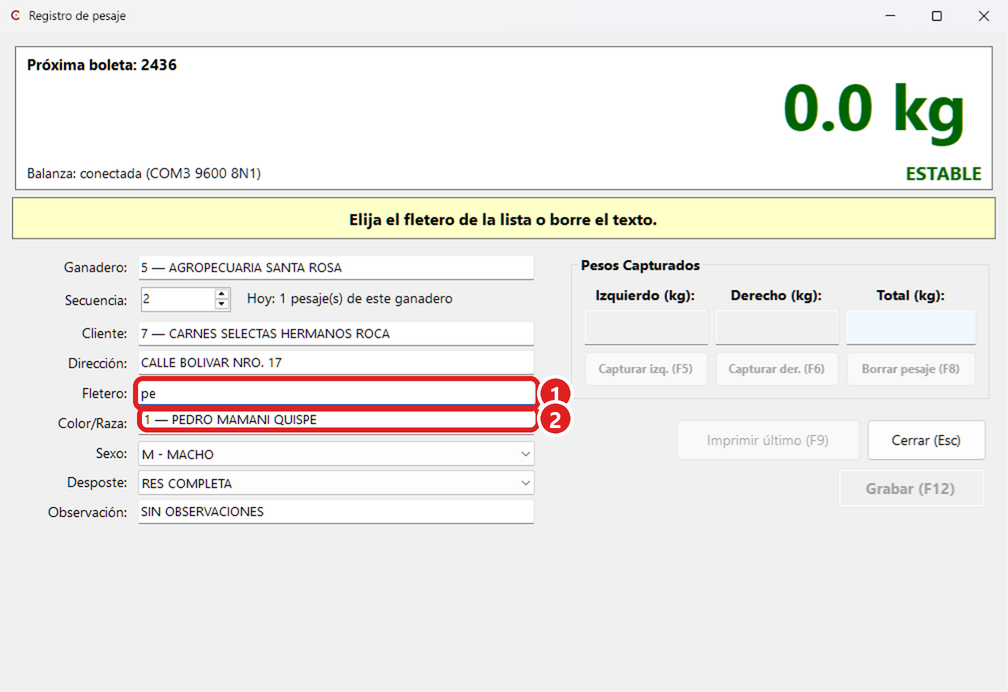 Registro de pesaje
Próxima boleta: 2436
0.0 kg
Balanza: conectada (COM3 9600 8N1)
ESTABLE
Elija el fletero de la lista o borre el texto.
Ganadero: 5 — AGROPECUARIA SANTA ROSA
Secuencia: 2 Hoy: 1 pesaje(s) de este ganadero
Cliente: 7 — CARNES SELECTAS HERMANOS ROCA
Dirección: CALLE BOLIVAR NRO. 17
Fletero: pe 1
1 — PEDRO MAMANI QUISPE 2
Color/Raza:
Sexo: M - MACHO
Desposte: RES COMPLETA
Observación: SIN OBSERVACIONES
Pesos Capturados
Izquierdo (kg): Derecho (kg): Total (kg):
Capturar izq. (F5) Capturar der. (F6) Borrar pesaje (F8)
Imprimir último (F9) Cerrar (Esc)
Grabar (F12)